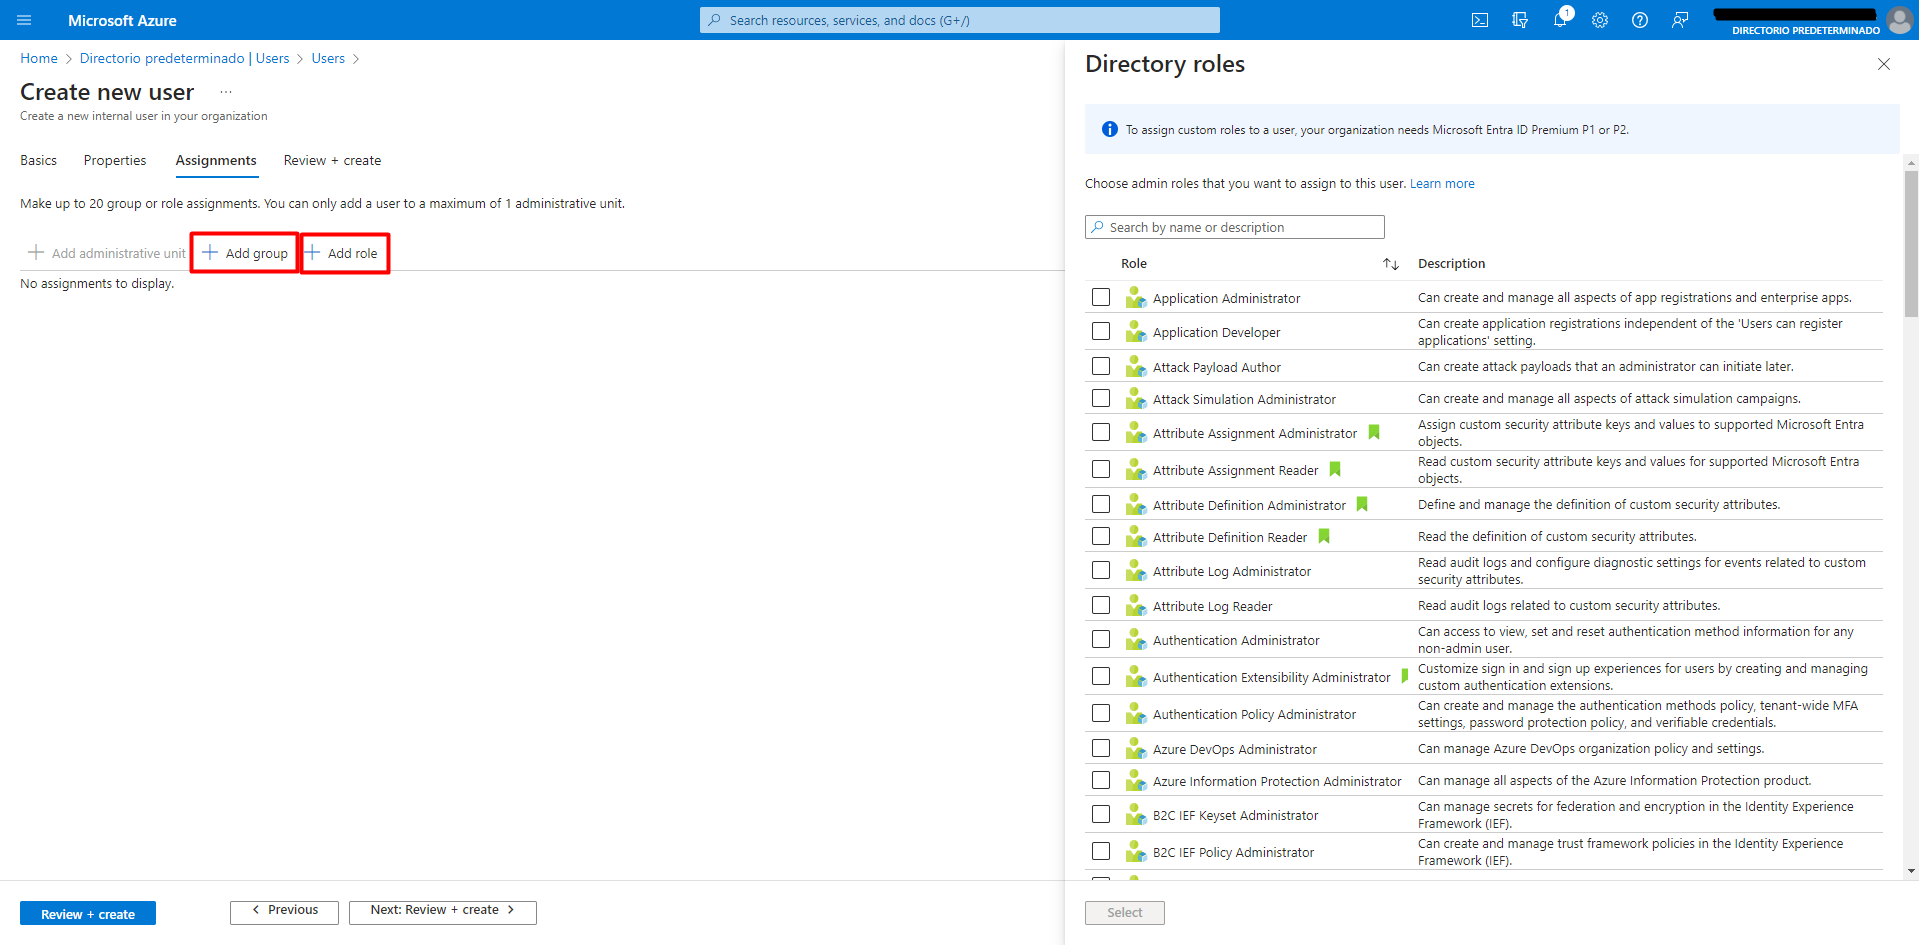 Microsoft Azure
Search resources, services, and docs (G+/)
1
DIRECTORIO PREDETERMINADO
Home > Directorio predeterminado | Users > Users >
Create new user ...
Create a new internal user in your organization
Basics Properties Assignments Review + create
Make up to 20 group or role assignments. You can only add a user to a maximum of 1 administrative unit.
Add administrative unit Add group Add role
No assignments to display.
Review + create
< Previous
Next: Review + create >
Directory roles
To assign custom roles to a user, your organization needs Microsoft Entra ID Premium P1 or P2.
Choose admin roles that you want to assign to this user. Learn more
Search by name or description
Role Description
Application Administrator Can create and manage all aspects of app registrations and enterprise apps.
Application Developer Can create application registrations independent of the 'Users can register
applications' setting.
Attack Payload Author Can create attack payloads that an administrator can initiate later.
Attack Simulation Administrator Can create and manage all aspects of attack simulation campaigns.
Attribute Assignment Administrator Assign custom security attribute keys and values to supported Microsoft Entra
objects.
Attribute Assignment Reader Read custom security attribute keys and values for supported Microsoft Entra
objects.
Attribute Definition Administrator Define and manage the definition of custom security attributes.
Attribute Definition Reader Read the definition of custom security attributes.
Attribute Log Administrator Read audit logs and configure diagnostic settings for events related to custom
security attributes.
Attribute Log Reader Read audit logs related to custom security attributes.
Authentication Administrator Can access to view, set and reset authentication method information for any
non-admin user.
Authentication Extensibility Administrator Customize sign in and sign up experiences for users by creating and managing
custom authentication extensions.
Authentication Policy Administrator Can create and manage the authentication methods policy, tenant-wide MFA
settings, password protection policy, and verifiable credentials.
Azure DevOps Administrator Can manage Azure DevOps organization policy and settings.
Azure Information Protection Administrator Can manage all aspects of the Azure Information Protection product.
B2C IEF Keyset Administrator Can manage secrets for federation and encryption in the Identity Experience
Framework (IEF).
B2C IEF Policy Administrator Can create and manage trust framework policies in the Identity Experience
Framework (IEF).
Select